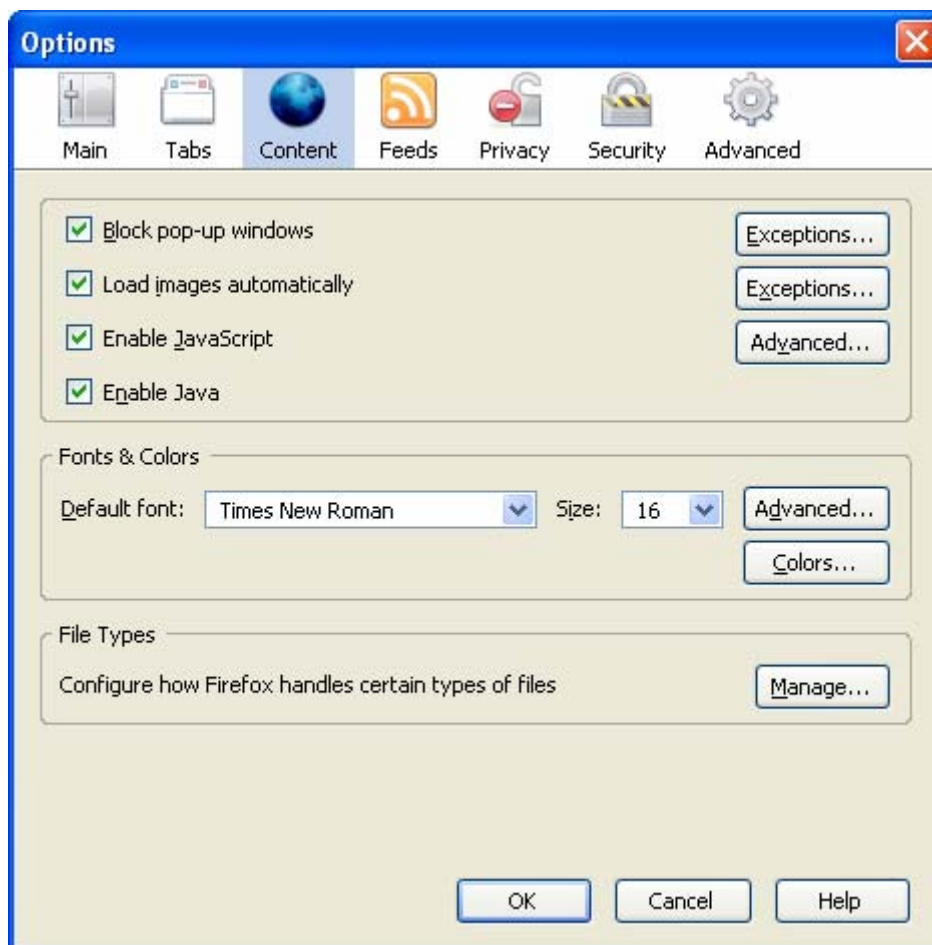 Options
Main Tabs Content Feeds Privacy Security Advanced
Block pop-up windows Exceptions...
Load images automatically Exceptions...
Enable JavaScript Advanced...
Enable Java
Fonts & Colors
Default font: Times New Roman Size: 16 Advanced...
Colors...
File Types
Configure how Firefox handles certain types of files Manage...
OK Cancel Help